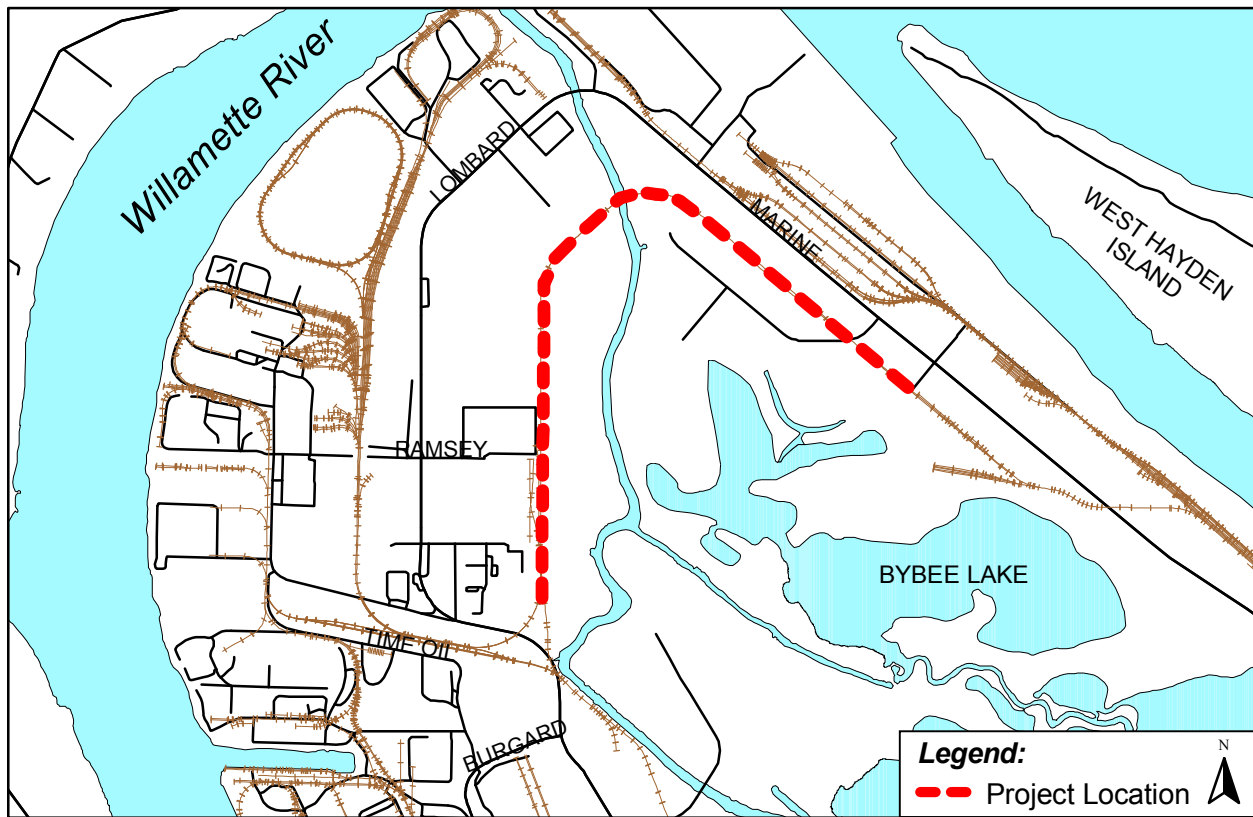 Willamette River
LOMBARD
MARINE
WEST HAYDEN
ISLAND
RAMSEY
BYBEE LAKE
TIME OIL
BURGARD
Legend:
Project Location
N